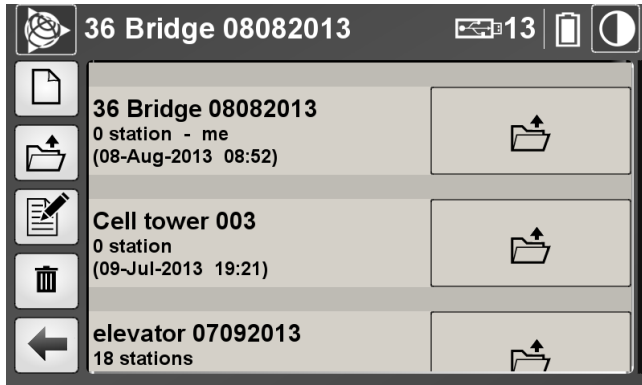 36 Bridge 08082013
13
36 Bridge 08082013
0 station - me
(08-Aug-2013 08:52)
Cell tower 003
0 station
(09-Jul-2013 19:21)
elevator 07092013
18 stations